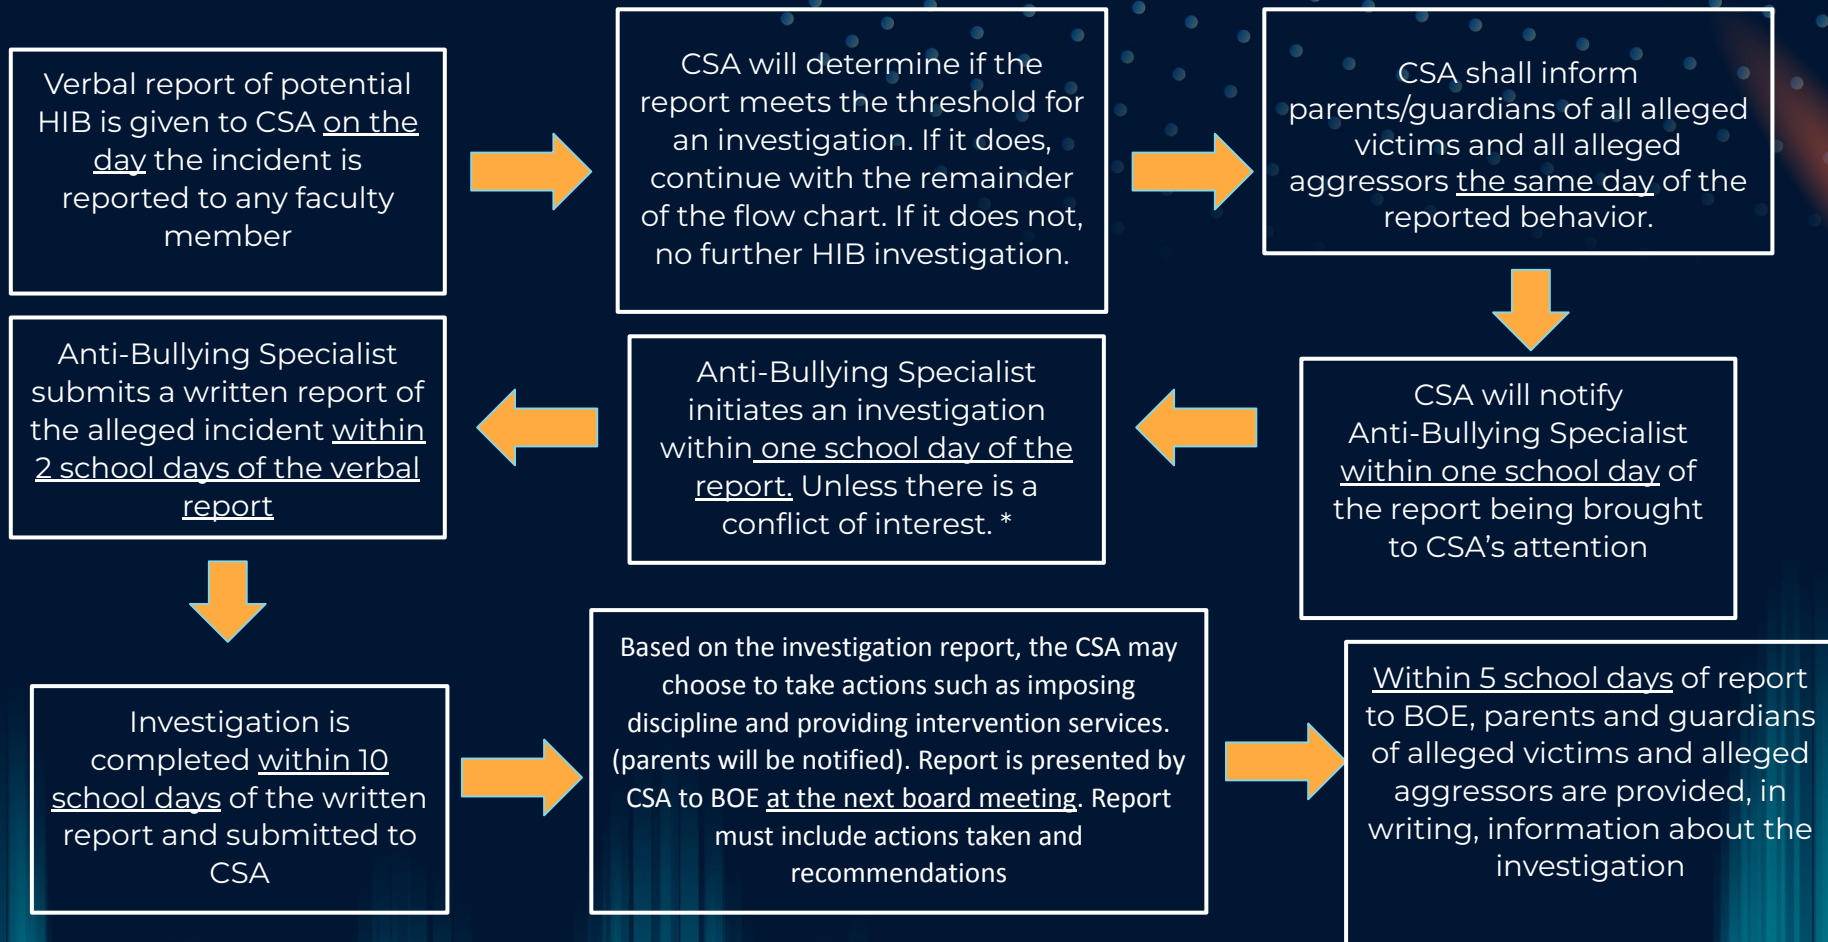 Verbal report of potential
HIB is given to CSA on the
day the incident is
reported to any faculty
member
CSA will determine if the
report meets the threshold for
an investigation. If it does,
continue with the remainder
of the flow chart. If it does not,
no further HIB investigation.
CSA shall inform
parents/guardians of all alleged
victims and all alleged
aggressors the same day of the
reported behavior.
CSA will notify
Anti-Bullying Specialist
within one school day of
the report being brought
to CSA's attention
Anti-Bullying Specialist
initiates an investigation
within one school day of the
report. Unless there is a
conflict of interest. *
Anti-Bullying Specialist
submits a written report of
the alleged incident within
2 school days of the verbal
report
Investigation is
completed within 10
school days of the written
report and submitted to
CSA
Based on the investigation report, the CSA may
choose to take actions such as imposing
discipline and providing intervention services.
(parents will be notified). Report is presented by
CSA to BOE at the next board meeting. Report
must include actions taken and
recommendations
Within 5 school days of report
to BOE, parents and guardians
of alleged victims and alleged
aggressors are provided, in
writing, information about the
investigation